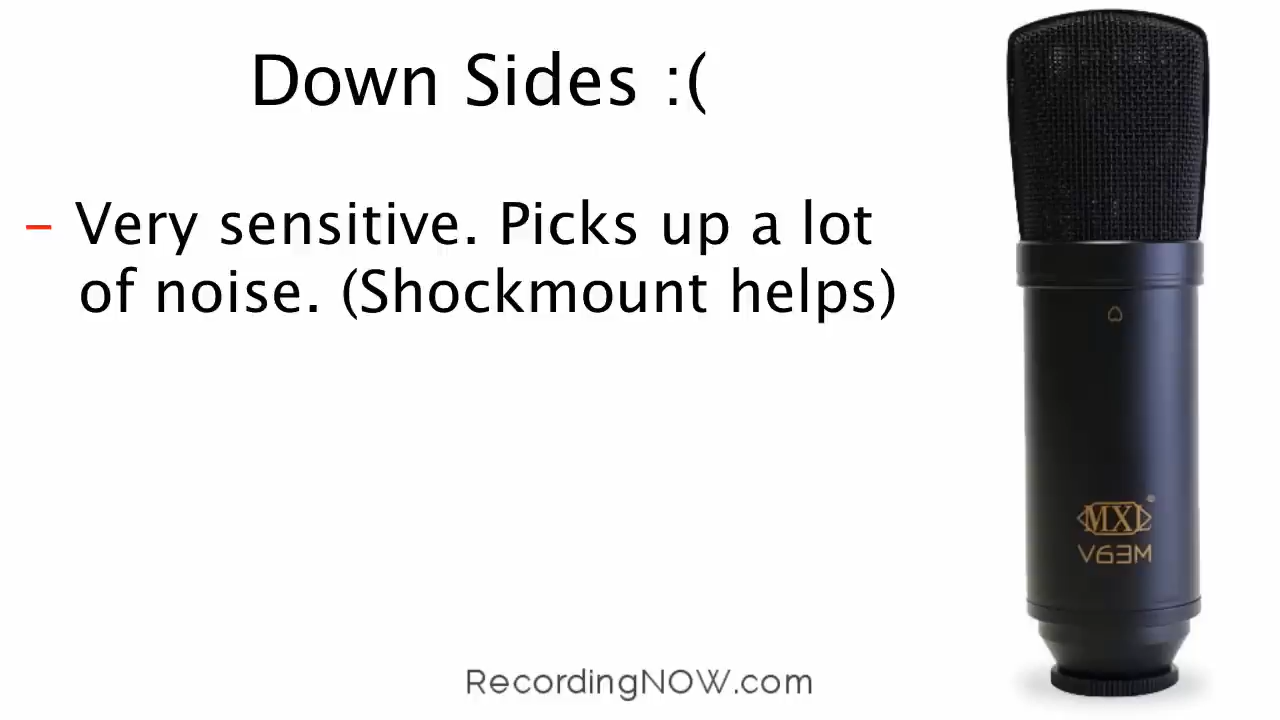 Down Sides :(
– Very sensitive. Picks up a lot
of noise. (Shockmount helps)
MXL®
V63M
RecordingNOW.com